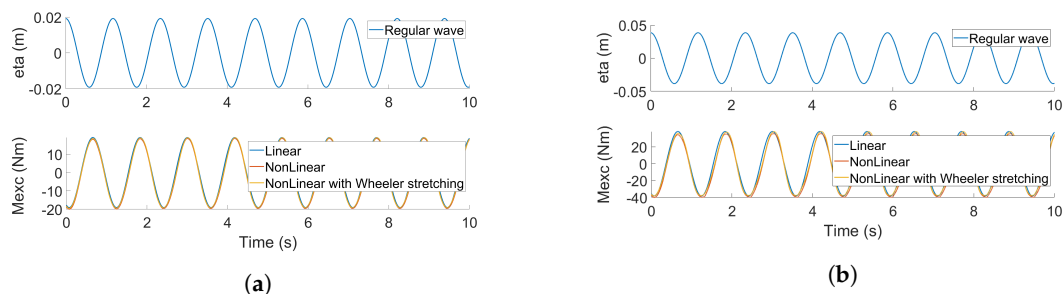 0.02
0
-0.02
eta (m)
Regular wave
0 2 4 6 8 10
10
0
-10
-20
Mexc (Nm)
Linear
NonLinear
NonLinear with Wheeler stretching
0 2 4 6 8 10
Time (s)
(a)
0.05
0
-0.05
eta (m)
Regular wave
0 2 4 6 8 10
20
0
-20
-40
Mexc (Nm)
Linear
NonLinear
NonLinear with Wheeler stretching
0 2 4 6 8 10
Time (s)
(b)